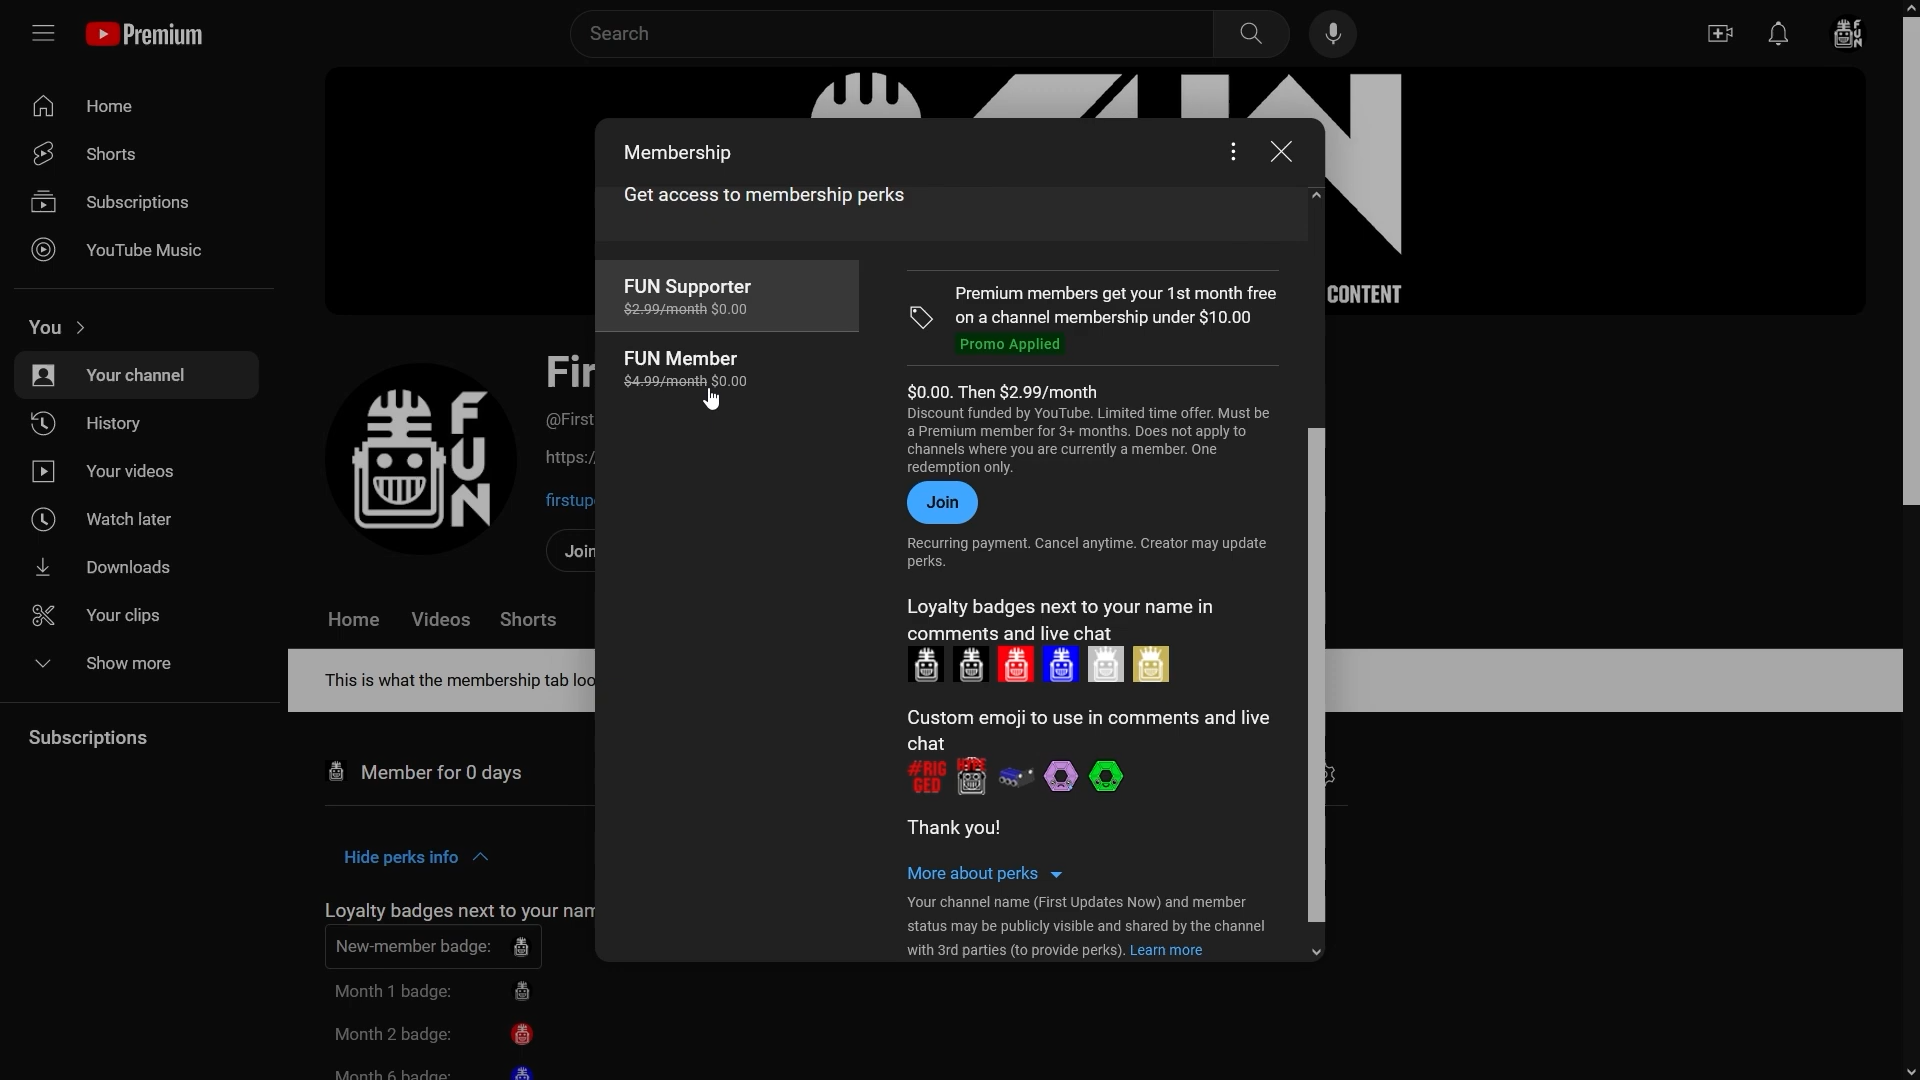 Premium
Search
Home
Shorts
Subscriptions
YouTube Music
You
Your channel
History
Your videos
Watch later
Downloads
Your clips
Show more
Subscriptions
CONTENT
FUN
Fir
@First
https:/
firstup
Join
Home Videos Shorts
This is what the membership tab loo
Member for 0 days
Hide perks info
Loyalty badges next to your nam
New-member badge:
Month 1 badge:
Month 2 badge:
Month 6 badge:
Membership
Get access to membership perks
FUN Supporter
$2.99/month $0.00
FUN Member
$4.99/month $0.00
Premium members get your 1st month free
on a channel membership under $10.00
Promo Applied
$0.00. Then $2.99/month
Discount funded by YouTube. Limited time offer. Must be
a Premium member for 3+ months. Does not apply to
channels where you are currently a member. One
redemption only.
Join
Recurring payment. Cancel anytime. Creator may update
perks.
Loyalty badges next to your name in
comments and live chat
Custom emoji to use in comments and live
chat
#RIG
GED
HYPE
Thank you!
More about perks
Your channel name (First Updates Now) and member
status may be publicly visible and shared by the channel
with 3rd parties (to provide perks). Learn more